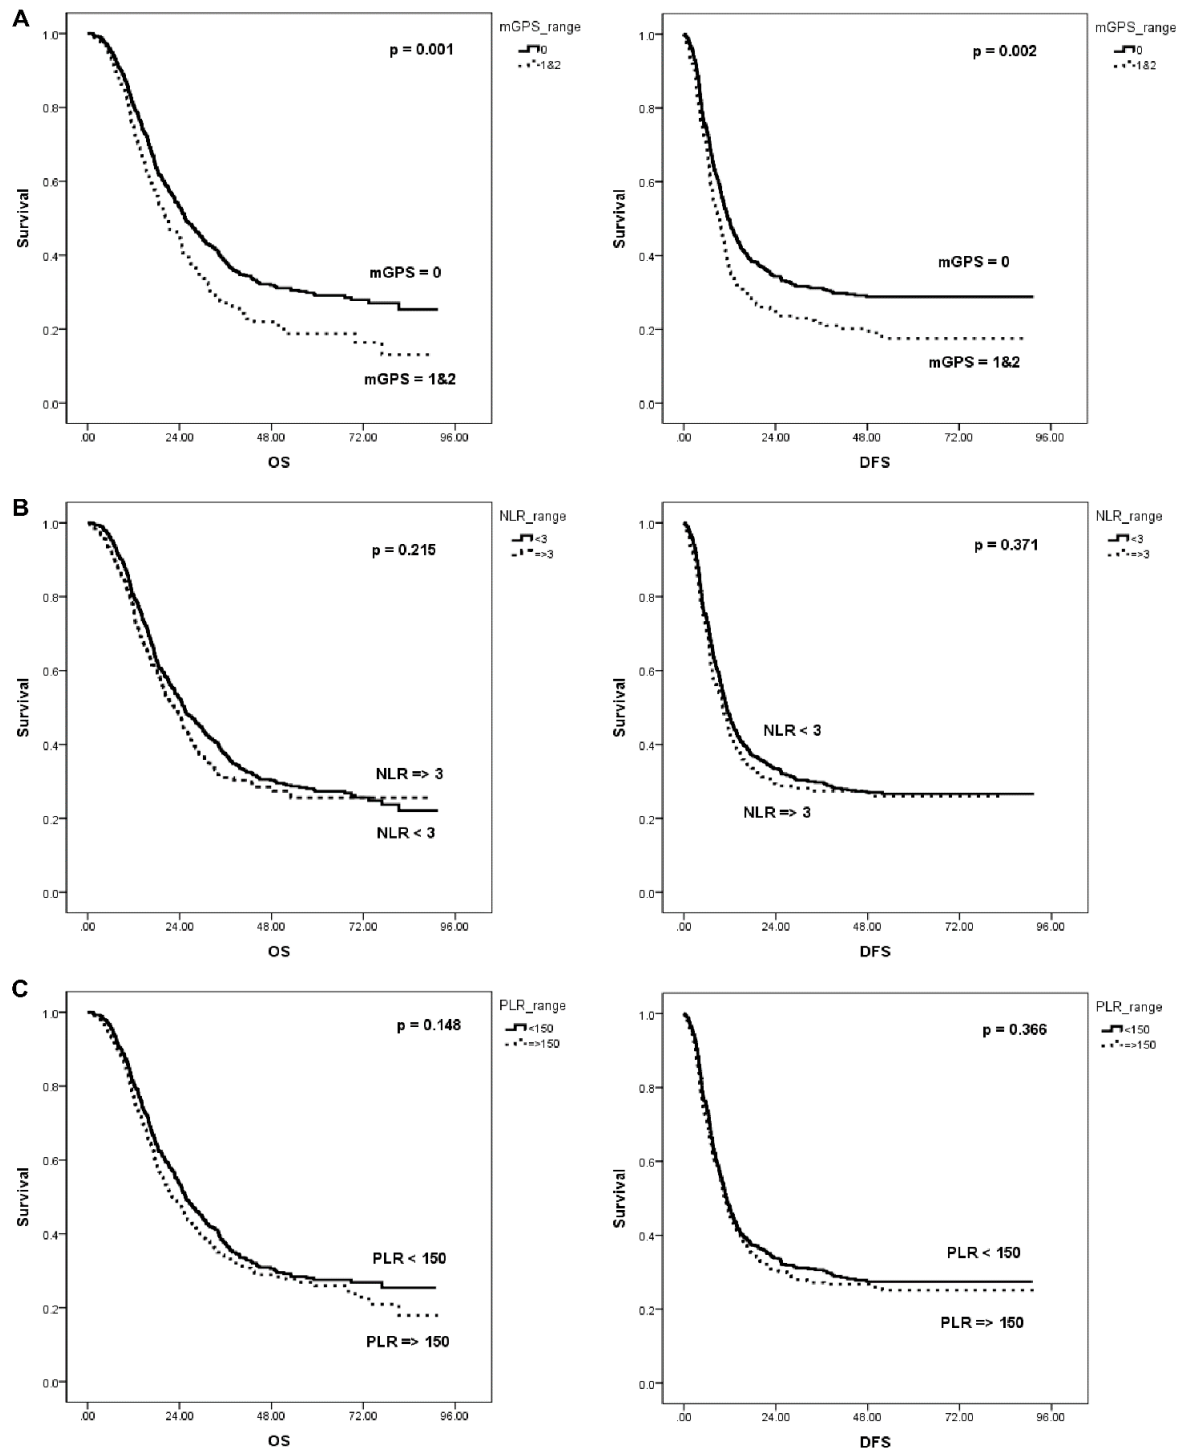 A
mGPS_range
0
1&2
p = 0.001
1.0
0.8
0.6
0.4
0.2
0.0
Survival
mGPS = 0
mGPS = 1&2
.00 24.00 48.00 72.00 96.00
OS
mGPS_range
0
1&2
p = 0.002
1.0
0.8
0.6
0.4
0.2
0.0
Survival
mGPS = 0
mGPS = 1&2
.00 24.00 48.00 72.00 96.00
DFS
B
NLR_range
<3
=>3
p = 0.215
1.0
0.8
0.6
0.4
0.2
0.0
Survival
NLR => 3
NLR < 3
.00 24.00 48.00 72.00 96.00
OS
NLR_range
<3
=>3
p = 0.371
1.0
0.8
0.6
0.4
0.2
0.0
Survival
NLR < 3
NLR => 3
.00 24.00 48.00 72.00 96.00
DFS
C
PLR_range
<150
=>150
p = 0.148
1.0
0.8
0.6
0.4
0.2
0.0
Survival
PLR < 150
PLR => 150
.00 24.00 48.00 72.00 96.00
OS
PLR_range
<150
=>150
p = 0.366
1.0
0.8
0.6
0.4
0.2
0.0
Survival
PLR < 150
PLR => 150
.00 24.00 48.00 72.00 96.00
DFS